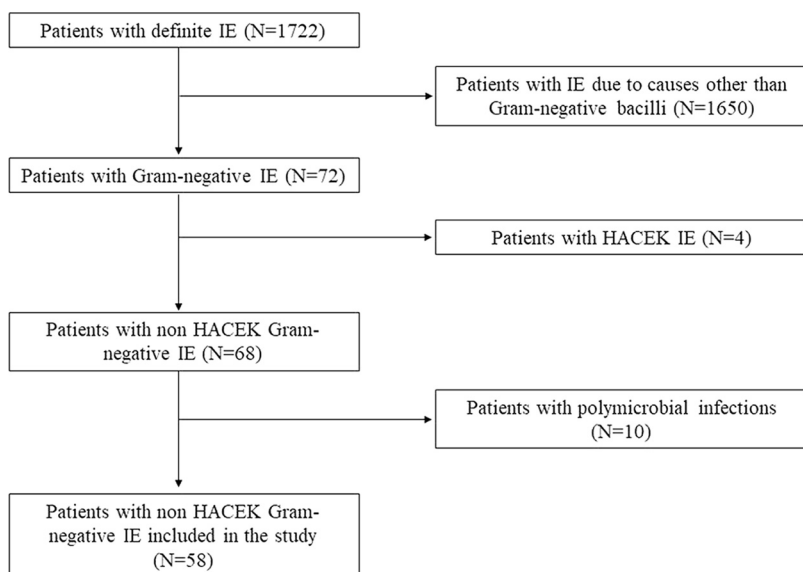 Patients with definite IE (N=1722)
Patients with IE due to causes other than
Gram-negative bacilli (N=1650)
Patients with Gram-negative IE (N=72)
Patients with HACEK IE (N=4)
Patients with non HACEK Gram-
negative IE (N=68)
Patients with polymicrobial infections
(N=10)
Patients with non HACEK Gram-
negative IE included in the study
(N=58)